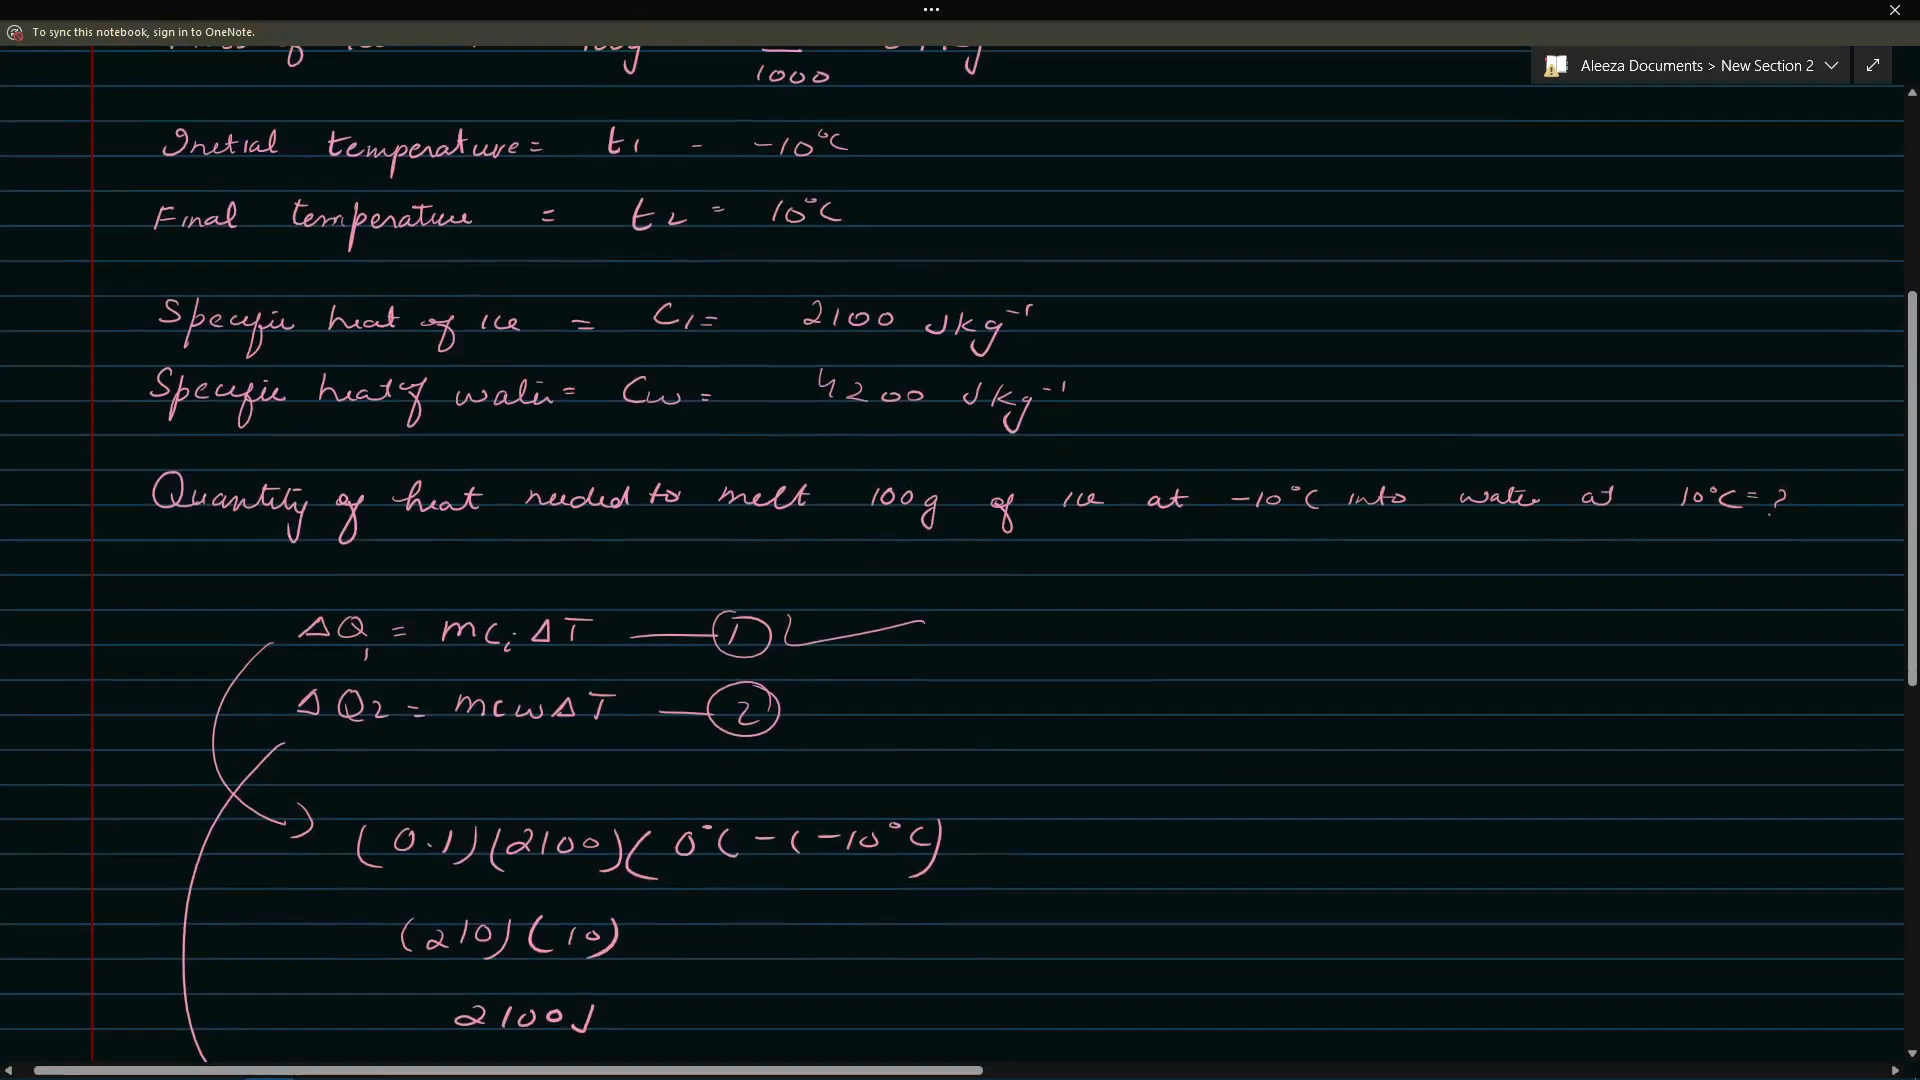 To sync this notebook, sign in to OneNote.
Aleeza Documents > New Section 2
of 100g
1000
Initial temperature = t1 - -10°C
Final temperature = t2 = 10°C
Specific heat of ice = C1 = 2100 Jkg⁻¹
Specific heat of water = Cw = 4200 Jkg⁻¹
Quantity of heat needed to melt 100g of ice at -10°C into water at 10°C = ?
ΔQ1 = mciΔT — 1
ΔQ2 = mcwΔT — 2
(0.1)(2100)(0°C - (-10°C)
(210)(10)
2100J